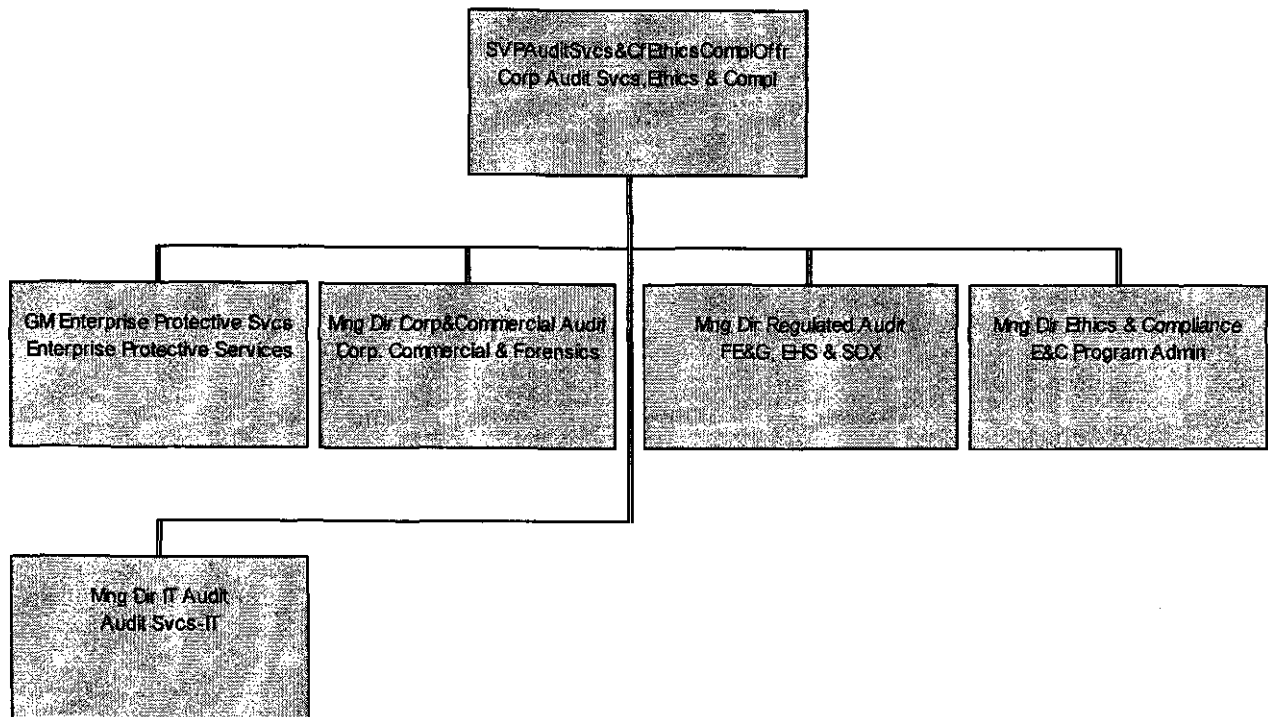 SVPAuditSvcs&CfEthicsComplOffr
Corp Audit Svcs, Ethics & Compl
GM Enterprise Protective Svcs
Enterprise Protective Services
Mng Dir Corp&Commercial Audit
Corp. Commercial & Forensics
Mng Dir Regulated Audit
FE&G, EHS & SOX
Mng Dir Ethics & Compliance
E&C Program Admin
Mng Dir IT Audit
Audit Svcs-IT